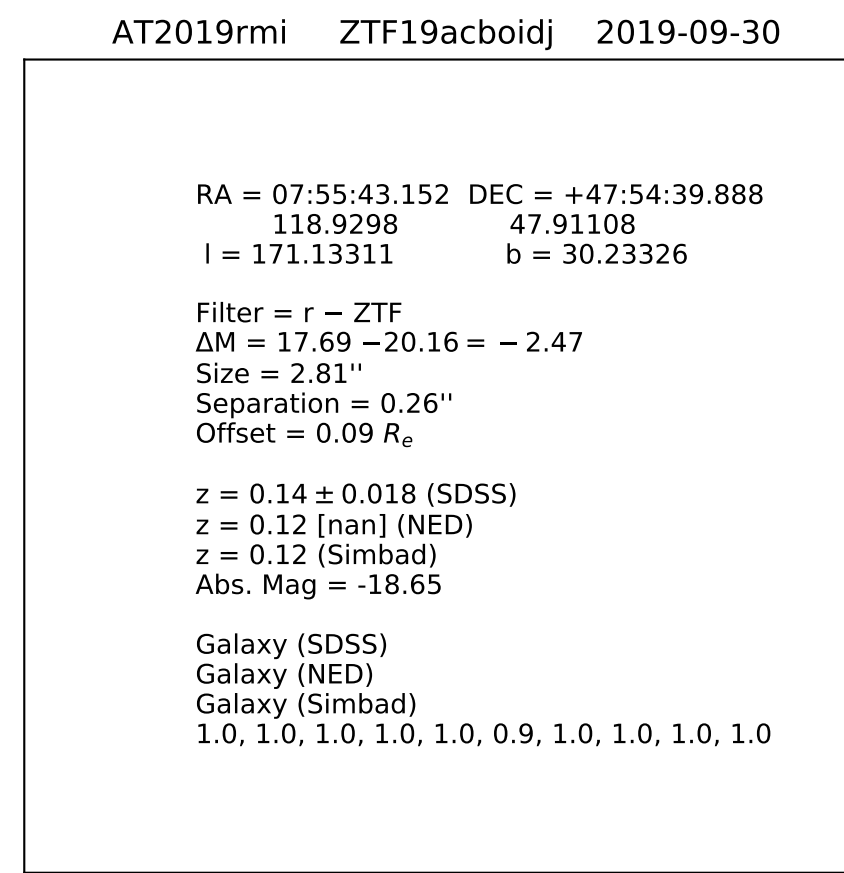 AT2019rmi ZTF19acboidj 2019-09-30
RA = 07:55:43.152 DEC = +47:54:39.888
118.9298 47.91108
l = 171.13311 b = 30.23326
Filter = r − ZTF
ΔM = 17.69 −20.16 = − 2.47
Size = 2.81''
Separation = 0.26''
Offset = 0.09 Rₑ
z = 0.14 ± 0.018 (SDSS)
z = 0.12 [nan] (NED)
z = 0.12 (Simbad)
Abs. Mag = -18.65
Galaxy (SDSS)
Galaxy (NED)
Galaxy (Simbad)
1.0, 1.0, 1.0, 1.0, 1.0, 0.9, 1.0, 1.0, 1.0, 1.0